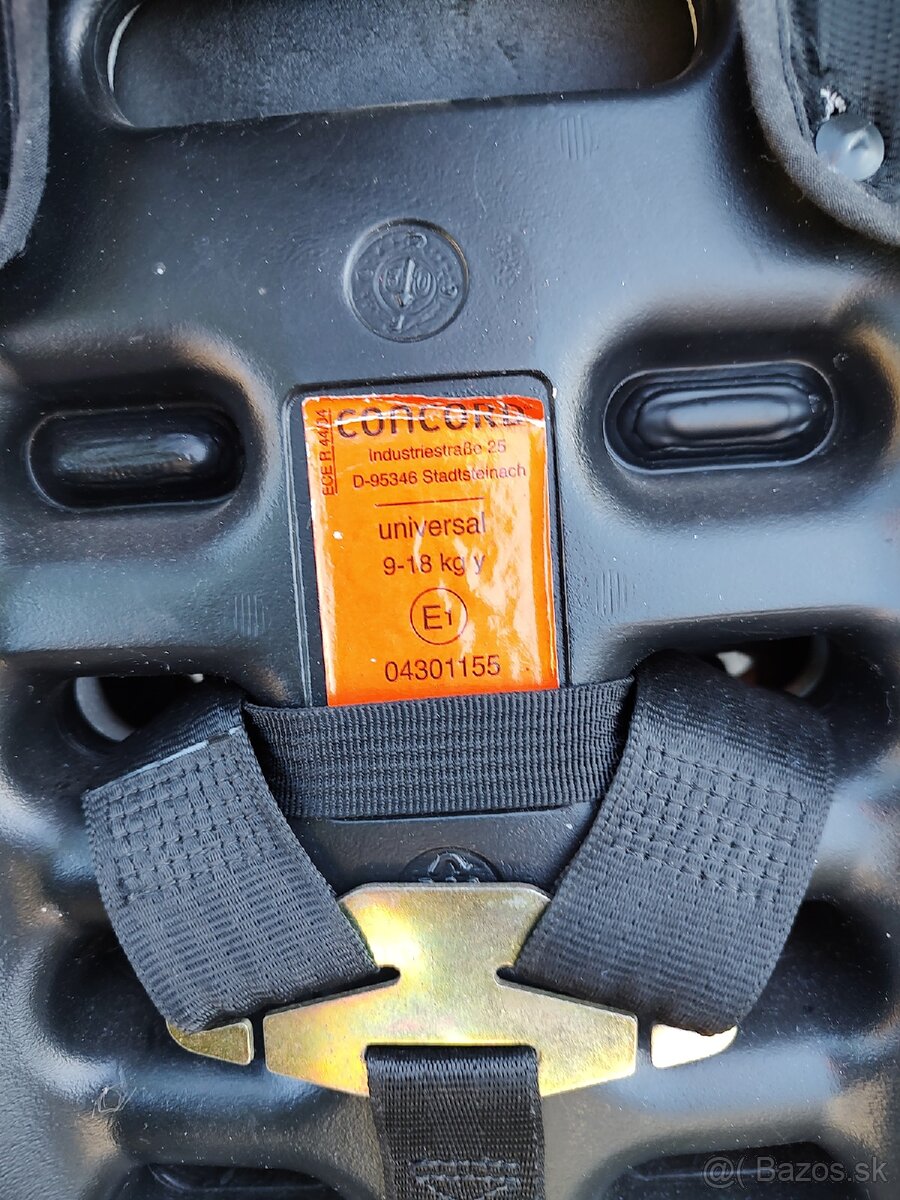 ECE R 44/04
CONCORD
Industriestraße 25
D-95346 Stadtsteinach
universal
9-18 kg y
E1
04301155
@( Bazos.sk